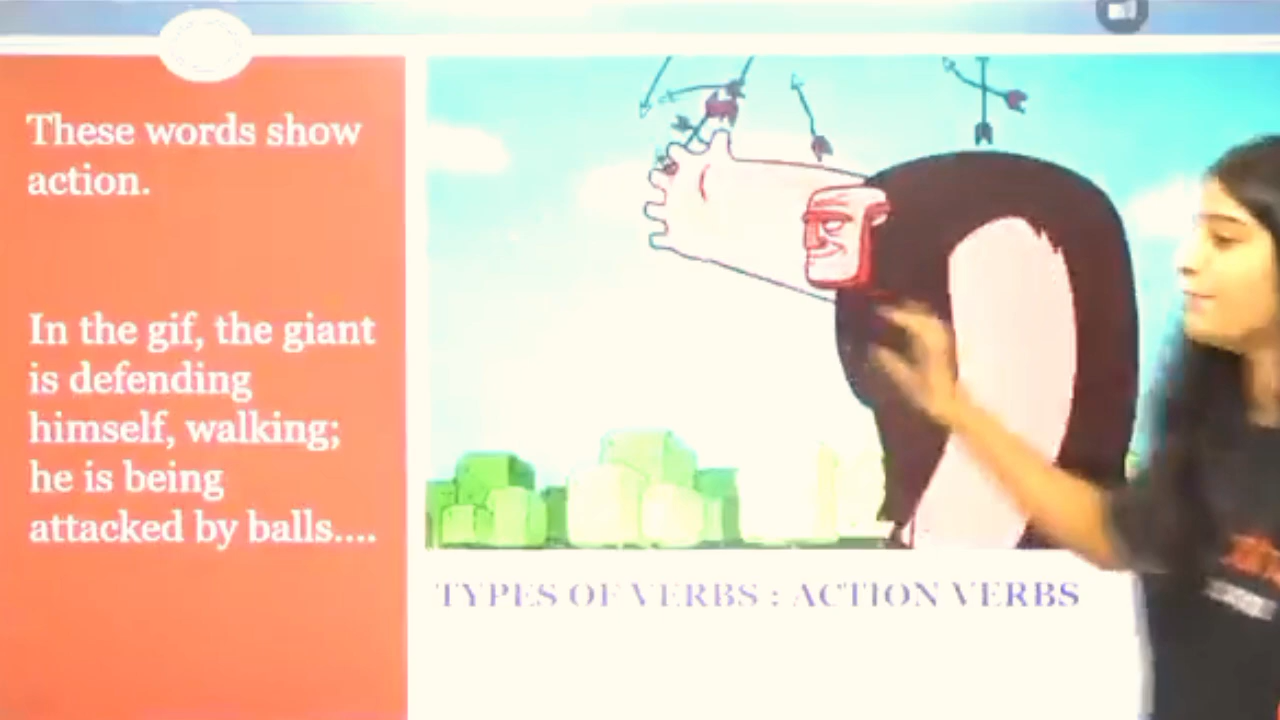 These words show
action.
In the gif, the giant
is defending
himself, walking;
he is being
attacked by balls....
TYPES OF VERBS : ACTION VERBS